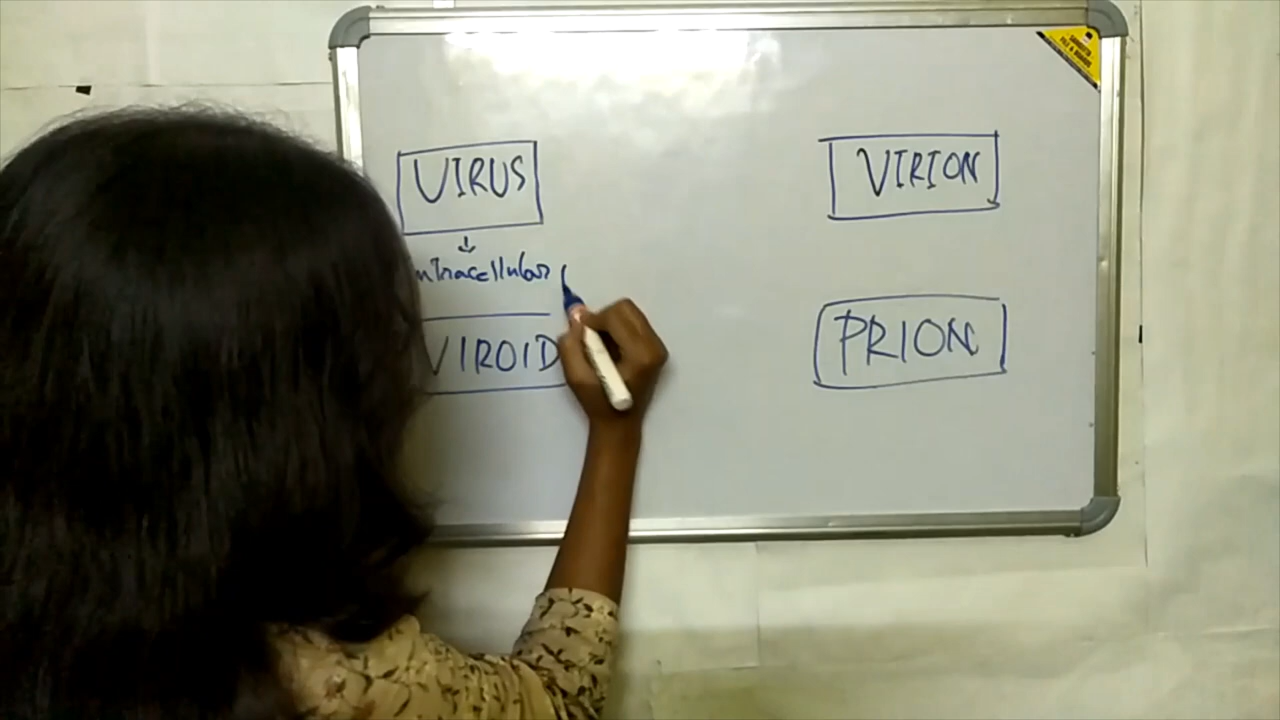 VIRUS
VIRION
↓
intracellular
VIROID
PRION